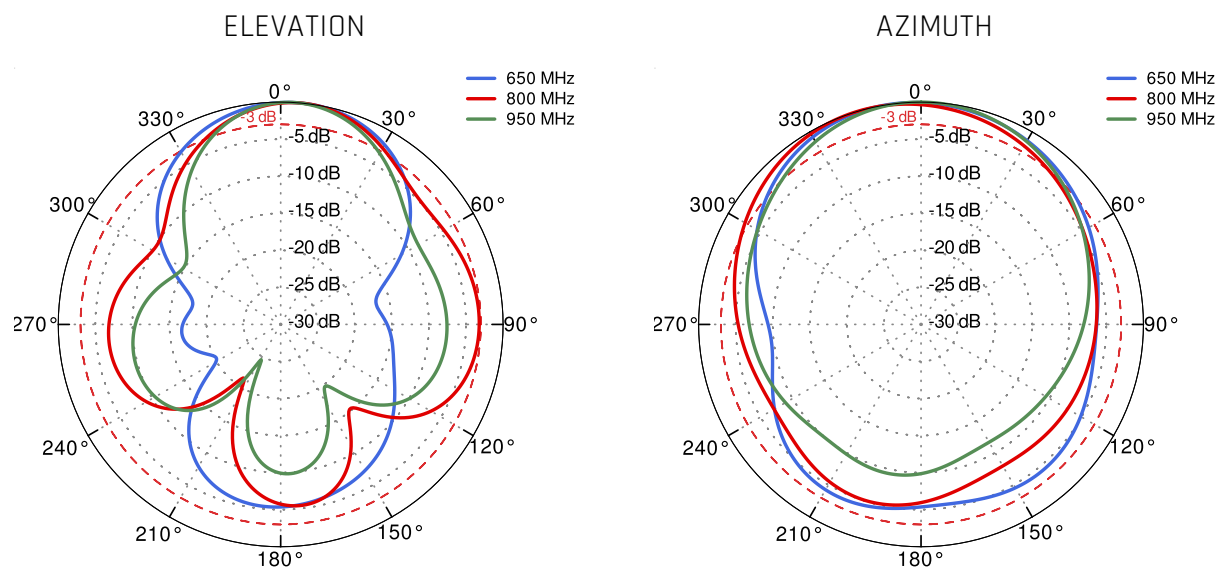 ELEVATION
650 MHz
800 MHz
950 MHz
0°
330°
30°
-3 dB
-5 dB
-10 dB
300°
60°
-15 dB
-20 dB
-25 dB
270°
-30 dB
90°
240°
120°
210°
150°
180°
AZIMUTH
650 MHz
800 MHz
950 MHz
0°
330°
30°
-3 dB
-5 dB
-10 dB
300°
60°
-15 dB
-20 dB
-25 dB
270°
-30 dB
90°
240°
120°
210°
150°
180°